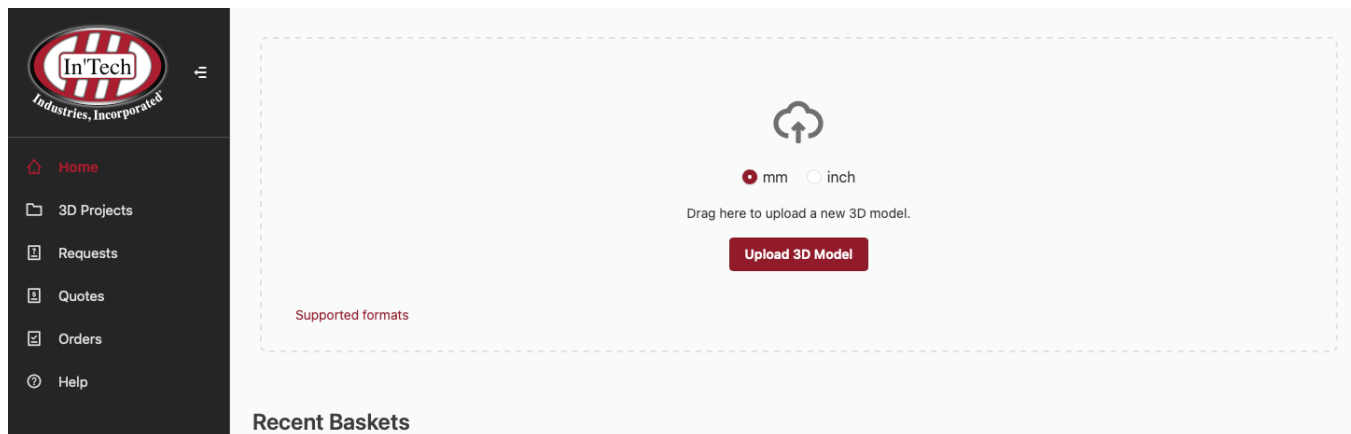 In'Tech
Industries, Incorporated
Home
3D Projects
Requests
Quotes
Orders
Help
mm
inch
Drag here to upload a new 3D model.
Upload 3D Model
Supported formats
Recent Baskets